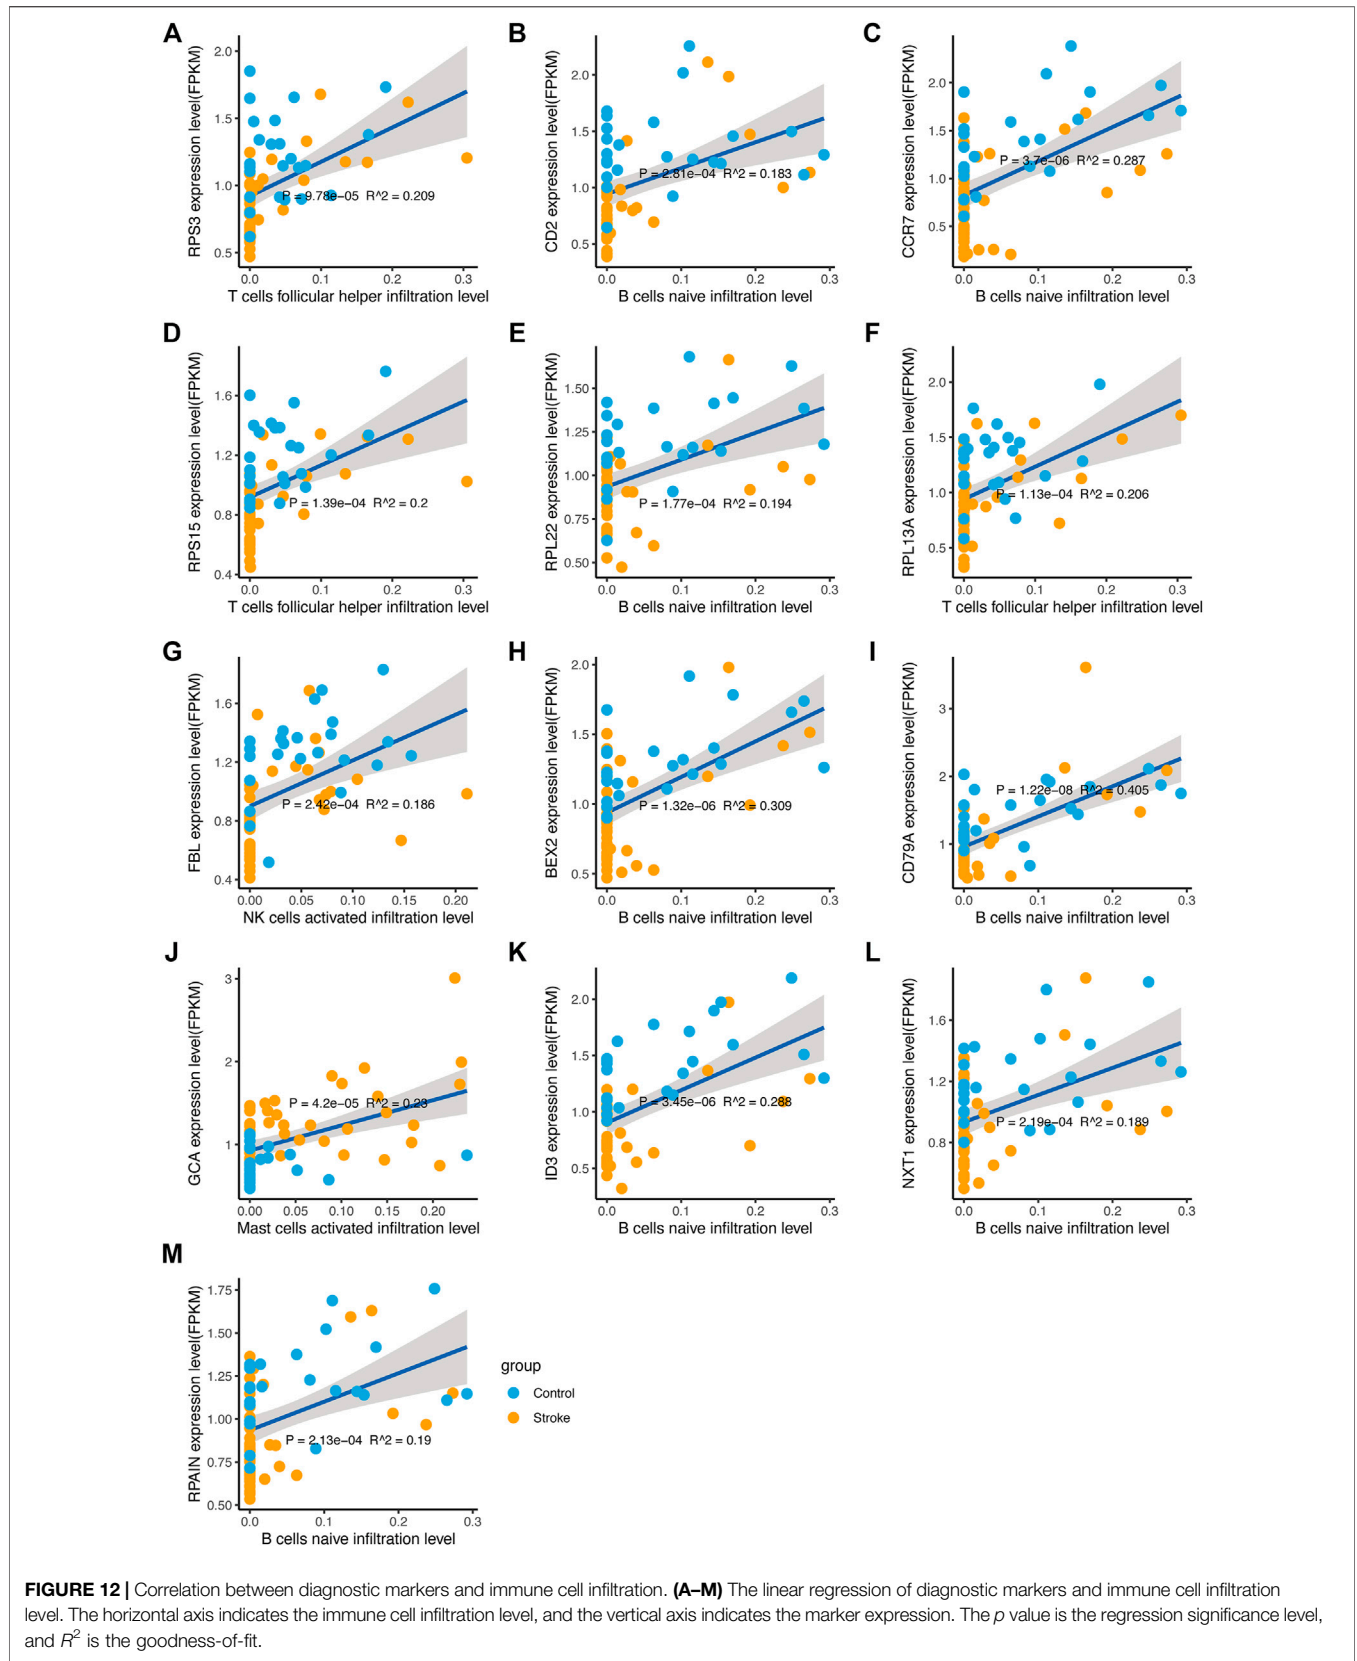 A
RPS3 expression level(FPKM)
2.0
1.5
1.0
0.5
P = 9.78e−05 R^2 = 0.209
0.0 0.1 0.2 0.3
T cells follicular helper infiltration level
B
CD2 expression level(FPKM)
2.0
1.5
1.0
0.5
P = 2.81e−04 R^2 = 0.183
0.0 0.1 0.2 0.3
B cells naive infiltration level
C
CCR7 expression level(FPKM)
2.0
1.5
1.0
0.5
P = 3.7e−06 R^2 = 0.287
0.0 0.1 0.2 0.3
B cells naive infiltration level
D
RPS15 expression level(FPKM)
1.6
1.2
0.8
0.4
P = 1.39e−04 R^2 = 0.2
0.0 0.1 0.2 0.3
T cells follicular helper infiltration level
E
RPL22 expression level(FPKM)
1.50
1.25
1.00
0.75
0.50
P = 1.77e−04 R^2 = 0.194
0.0 0.1 0.2 0.3
B cells naive infiltration level
F
RPL13A expression level(FPKM)
2.0
1.5
1.0
0.5
P = 1.13e−04 R^2 = 0.206
0.0 0.1 0.2 0.3
T cells follicular helper infiltration level
G
FBL expression level(FPKM)
1.6
1.2
0.8
0.4
P = 2.42e−04 R^2 = 0.186
0.00 0.05 0.10 0.15 0.20
NK cells activated infiltration level
H
BEX2 expression level(FPKM)
2.0
1.5
1.0
0.5
P = 1.32e−06 R^2 = 0.309
0.0 0.1 0.2 0.3
B cells naive infiltration level
I
CD79A expression level(FPKM)
3
2
1
P = 1.22e−08 R^2 = 0.405
0.0 0.1 0.2 0.3
B cells naive infiltration level
J
GCA expression level(FPKM)
3
2
1
P = 4.2e−05 R^2 = 0.23
0.00 0.05 0.10 0.15 0.20
Mast cells activated infiltration level
K
ID3 expression level(FPKM)
2.0
1.5
1.0
0.5
P = 3.45e−06 R^2 = 0.288
0.0 0.1 0.2 0.3
B cells naive infiltration level
L
NXT1 expression level(FPKM)
1.6
1.2
0.8
P = 2.19e−04 R^2 = 0.189
0.0 0.1 0.2 0.3
B cells naive infiltration level
M
RPAIN expression level(FPKM)
1.75
1.50
1.25
1.00
0.75
0.50
P = 2.13e−04 R^2 = 0.19
0.0 0.1 0.2 0.3
B cells naive infiltration level
group
Control
Stroke
FIGURE 12 | Correlation between diagnostic markers and immune cell infiltration. (A–M) The linear regression of diagnostic markers and immune cell infiltration
level. The horizontal axis indicates the immune cell infiltration level, and the vertical axis indicates the marker expression. The p value is the regression significance level,
and R² is the goodness-of-fit.